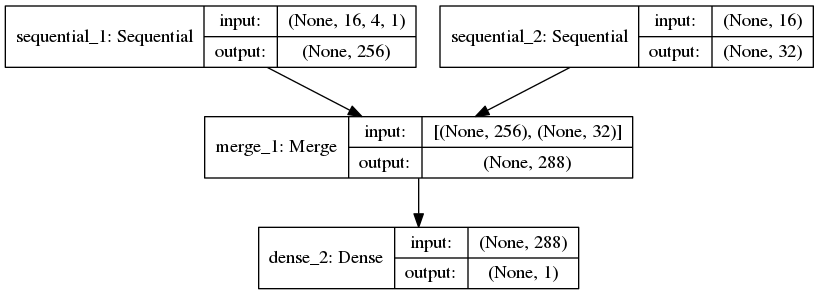 sequential_1: Sequential
input:
(None, 16, 4, 1)
output:
(None, 256)
sequential_2: Sequential
input:
(None, 16)
output:
(None, 32)
merge_1: Merge
input:
[(None, 256), (None, 32)]
output:
(None, 288)
dense_2: Dense
input:
(None, 288)
output:
(None, 1)